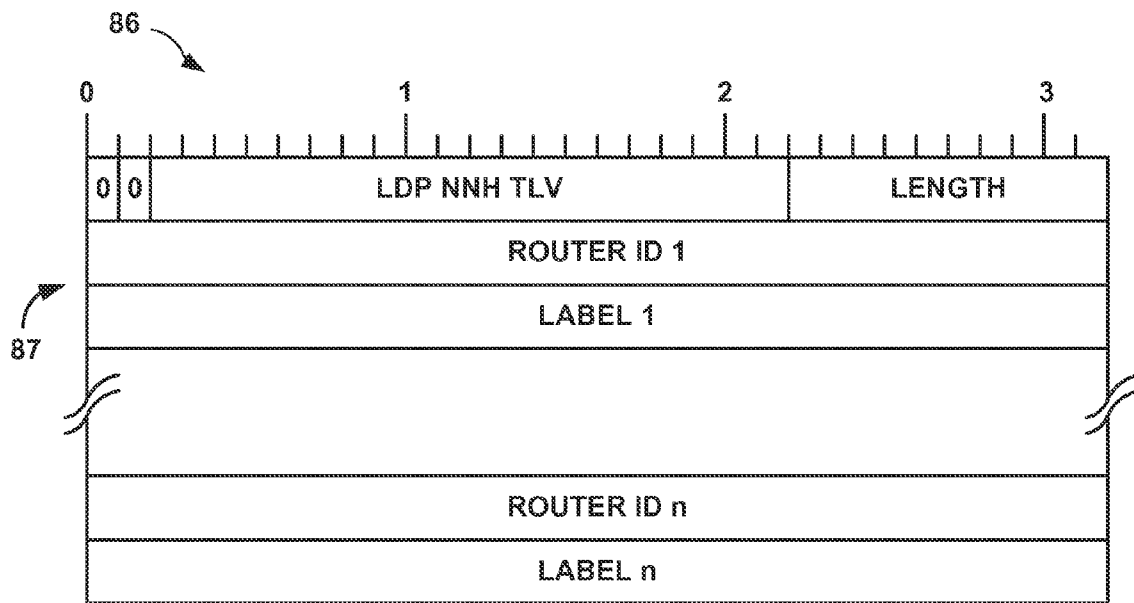 86
0 1 2 3
0 0 LDP NNH TLV LENGTH
ROUTER ID 1
LABEL 1
87
ROUTER ID n
LABEL n